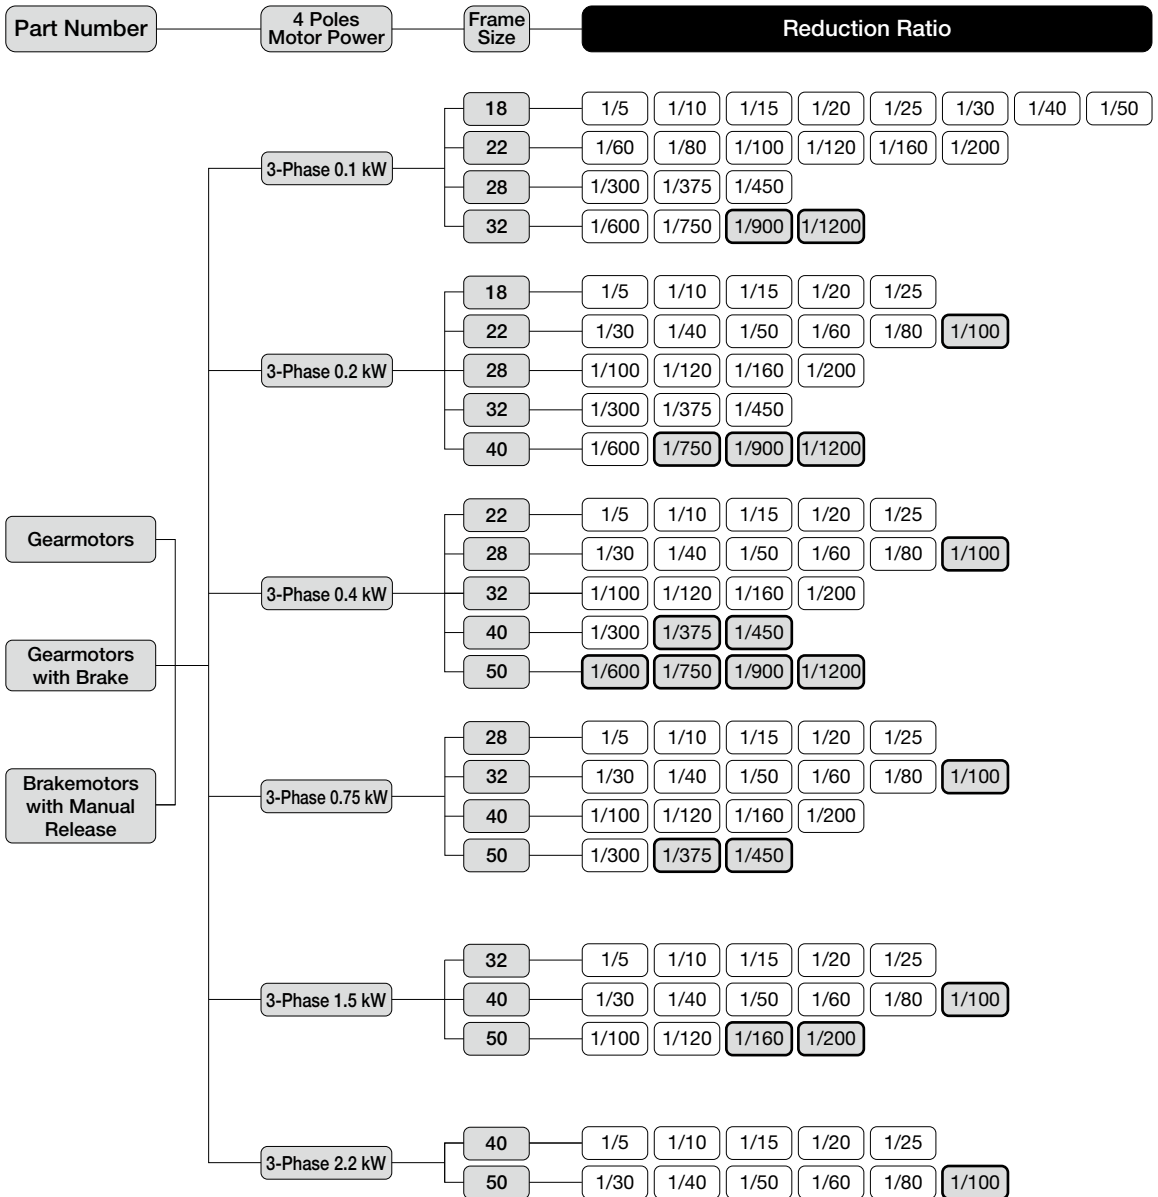 Part Number
4 Poles
Motor Power
Frame
Size
Reduction Ratio
18 1/5 1/10 1/15 1/20 1/25 1/30 1/40 1/50
22 1/60 1/80 1/100 1/120 1/160 1/200
3-Phase 0.1 kW
28 1/300 1/375 1/450
32 1/600 1/750 1/900 1/1200
18 1/5 1/10 1/15 1/20 1/25
22 1/30 1/40 1/50 1/60 1/80 1/100
3-Phase 0.2 kW
28 1/100 1/120 1/160 1/200
32 1/300 1/375 1/450
40 1/600 1/750 1/900 1/1200
Gearmotors
Gearmotors
with Brake
Brakemotors
with Manual
Release
22 1/5 1/10 1/15 1/20 1/25
28 1/30 1/40 1/50 1/60 1/80 1/100
3-Phase 0.4 kW
32 1/100 1/120 1/160 1/200
40 1/300 1/375 1/450
50 1/600 1/750 1/900 1/1200
28 1/5 1/10 1/15 1/20 1/25
32 1/30 1/40 1/50 1/60 1/80 1/100
3-Phase 0.75 kW
40 1/100 1/120 1/160 1/200
50 1/300 1/375 1/450
32 1/5 1/10 1/15 1/20 1/25
3-Phase 1.5 kW
40 1/30 1/40 1/50 1/60 1/80 1/100
50 1/100 1/120 1/160 1/200
40 1/5 1/10 1/15 1/20 1/25
3-Phase 2.2 kW
50 1/30 1/40 1/50 1/60 1/80 1/100